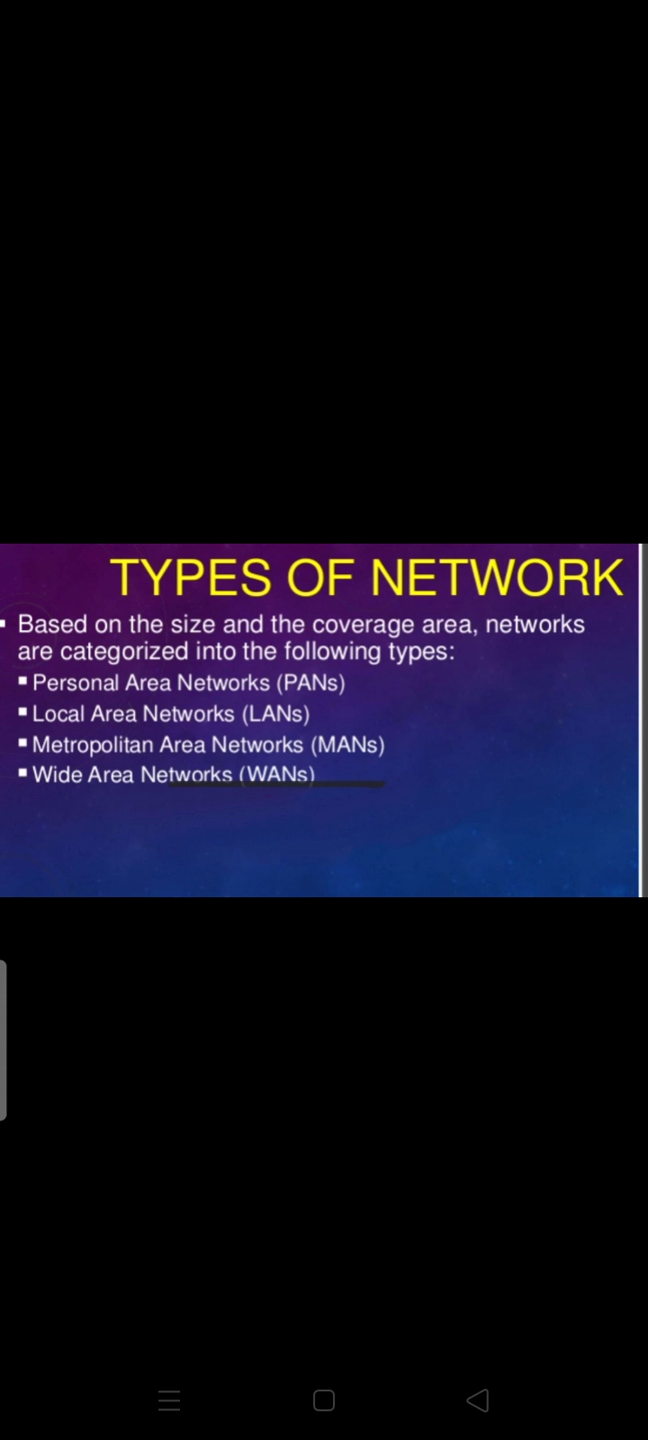 TYPES OF NETWORK
▪ Based on the size and the coverage area, networks
are categorized into the following types:
▪ Personal Area Networks (PANs)
▪ Local Area Networks (LANs)
▪ Metropolitan Area Networks (MANs)
▪ Wide Area Networks (WANs)